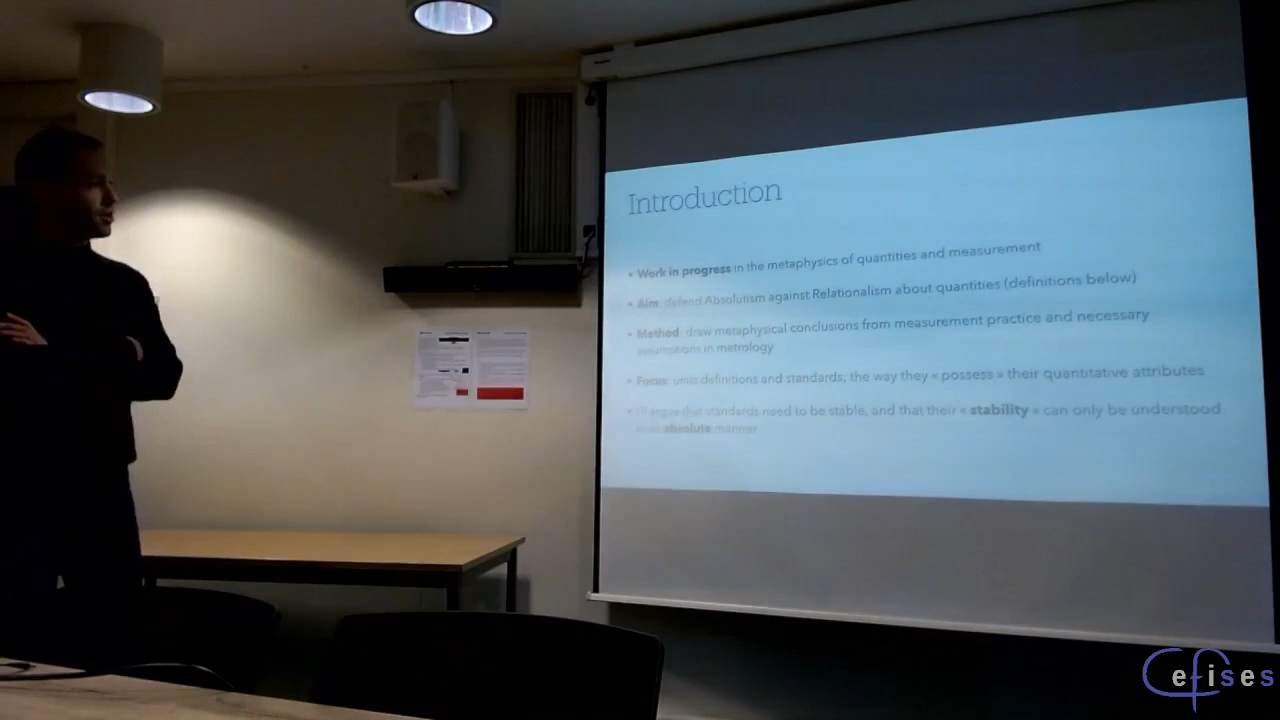 Introduction
• Work in progress in the metaphysics of quantities and measurement
• Aim: defend Absolutism against Relationalism about quantities (definitions below)
• Method: draw metaphysical conclusions from measurement practice and necessary
assumptions in metrology
• Focus: units definitions and standards; the way they « possess » their quantitative attributes
• I'll argue that standards need to be stable, and that their « stability » can only be understood
absolute manner
Cefises